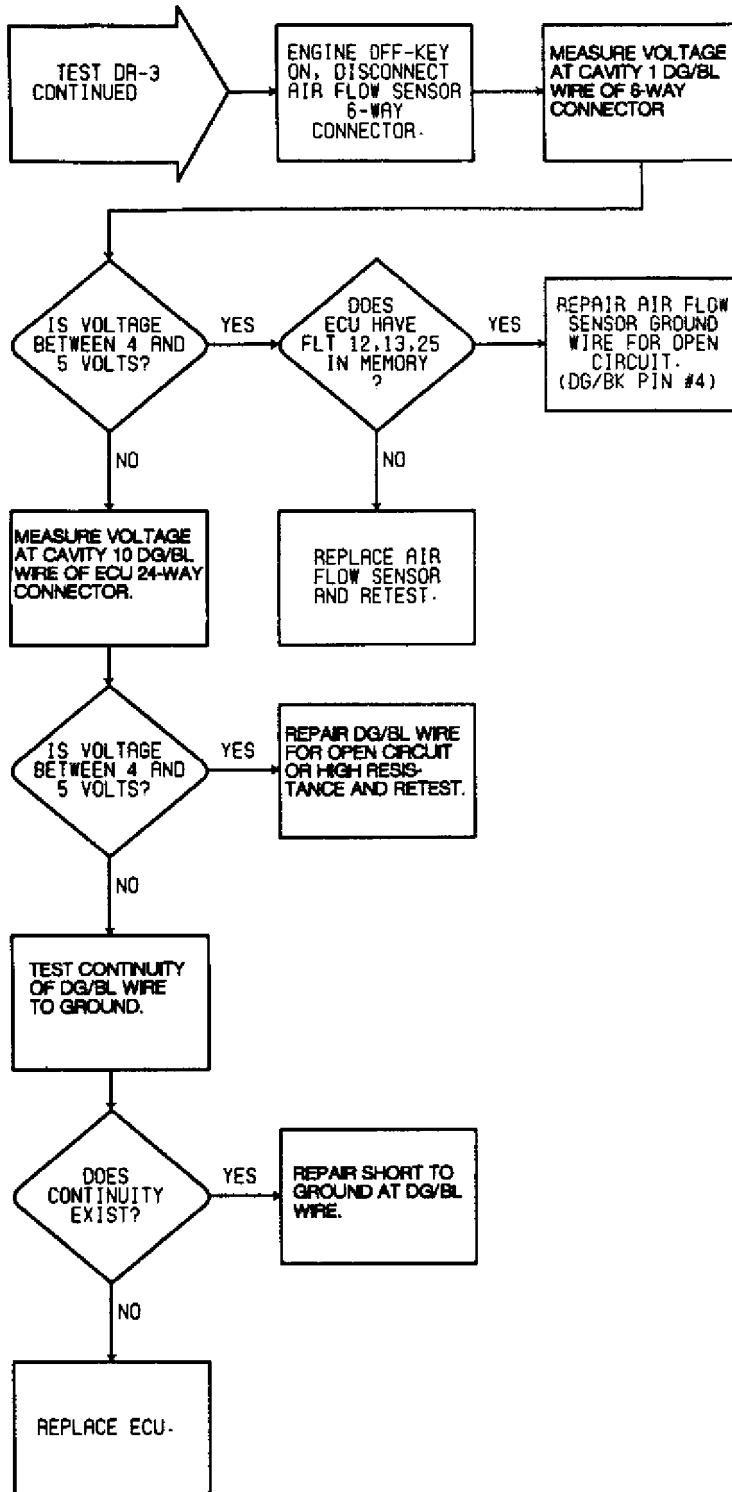 TEST DR-3
CONTINUED
ENGINE OFF-KEY
ON, DISCONNECT
AIR FLOW SENSOR
6-WAY
CONNECTOR.
MEASURE VOLTAGE
AT CAVITY 1 DG/BL
WIRE OF 6-WAY
CONNECTOR
IS VOLTAGE
BETWEEN 4 AND
5 VOLTS?
YES
DOES
ECU HAVE
FLT 12,13,25
IN MEMORY
?
YES
REPAIR AIR FLOW
SENSOR GROUND
WIRE FOR OPEN
CIRCUIT.
(DG/BK PIN #4)
NO
NO
MEASURE VOLTAGE
AT CAVITY 10 DG/BL
WIRE OF ECU 24-WAY
CONNECTOR.
REPLACE AIR
FLOW SENSOR
AND RETEST.
IS VOLTAGE
BETWEEN 4 AND
5 VOLTS?
YES
REPAIR DG/BL WIRE
FOR OPEN CIRCUIT
OR HIGH RESIS-
TANCE AND RETEST.
NO
TEST CONTINUITY
OF DG/BL WIRE
TO GROUND.
DOES
CONTINUITY
EXIST?
YES
REPAIR SHORT TO
GROUND AT DG/BL
WIRE.
NO
REPLACE ECU.